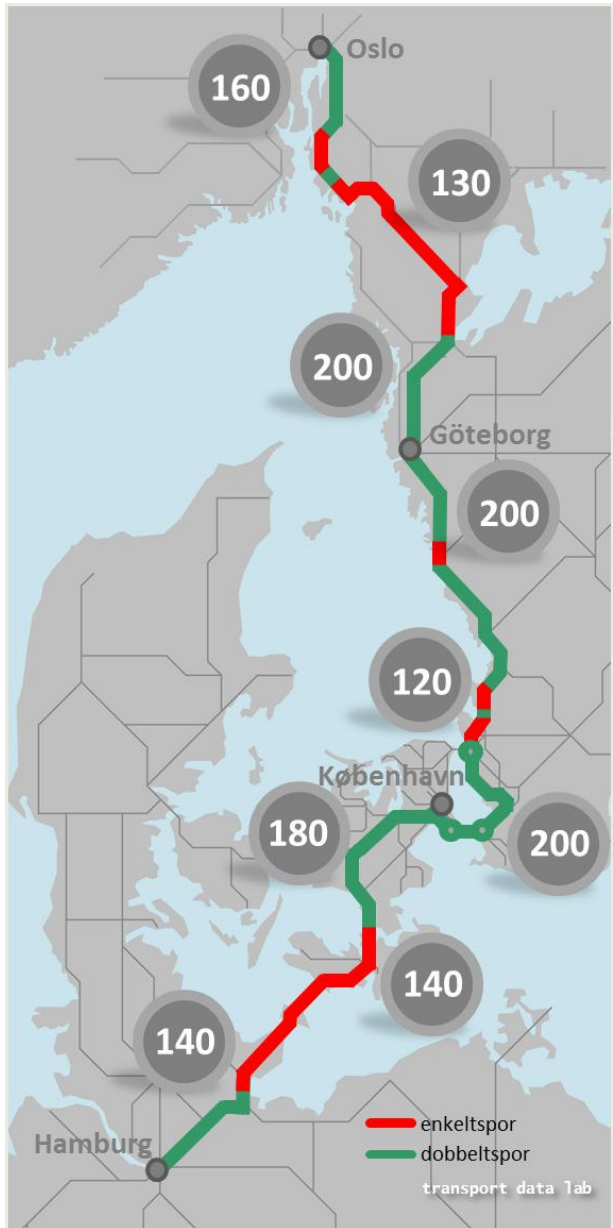 Oslo
160
130
200
Göteborg
200
120
København
180
200
140
140
Hamburg
enkeltspor
dobbeltspor
transport data lab